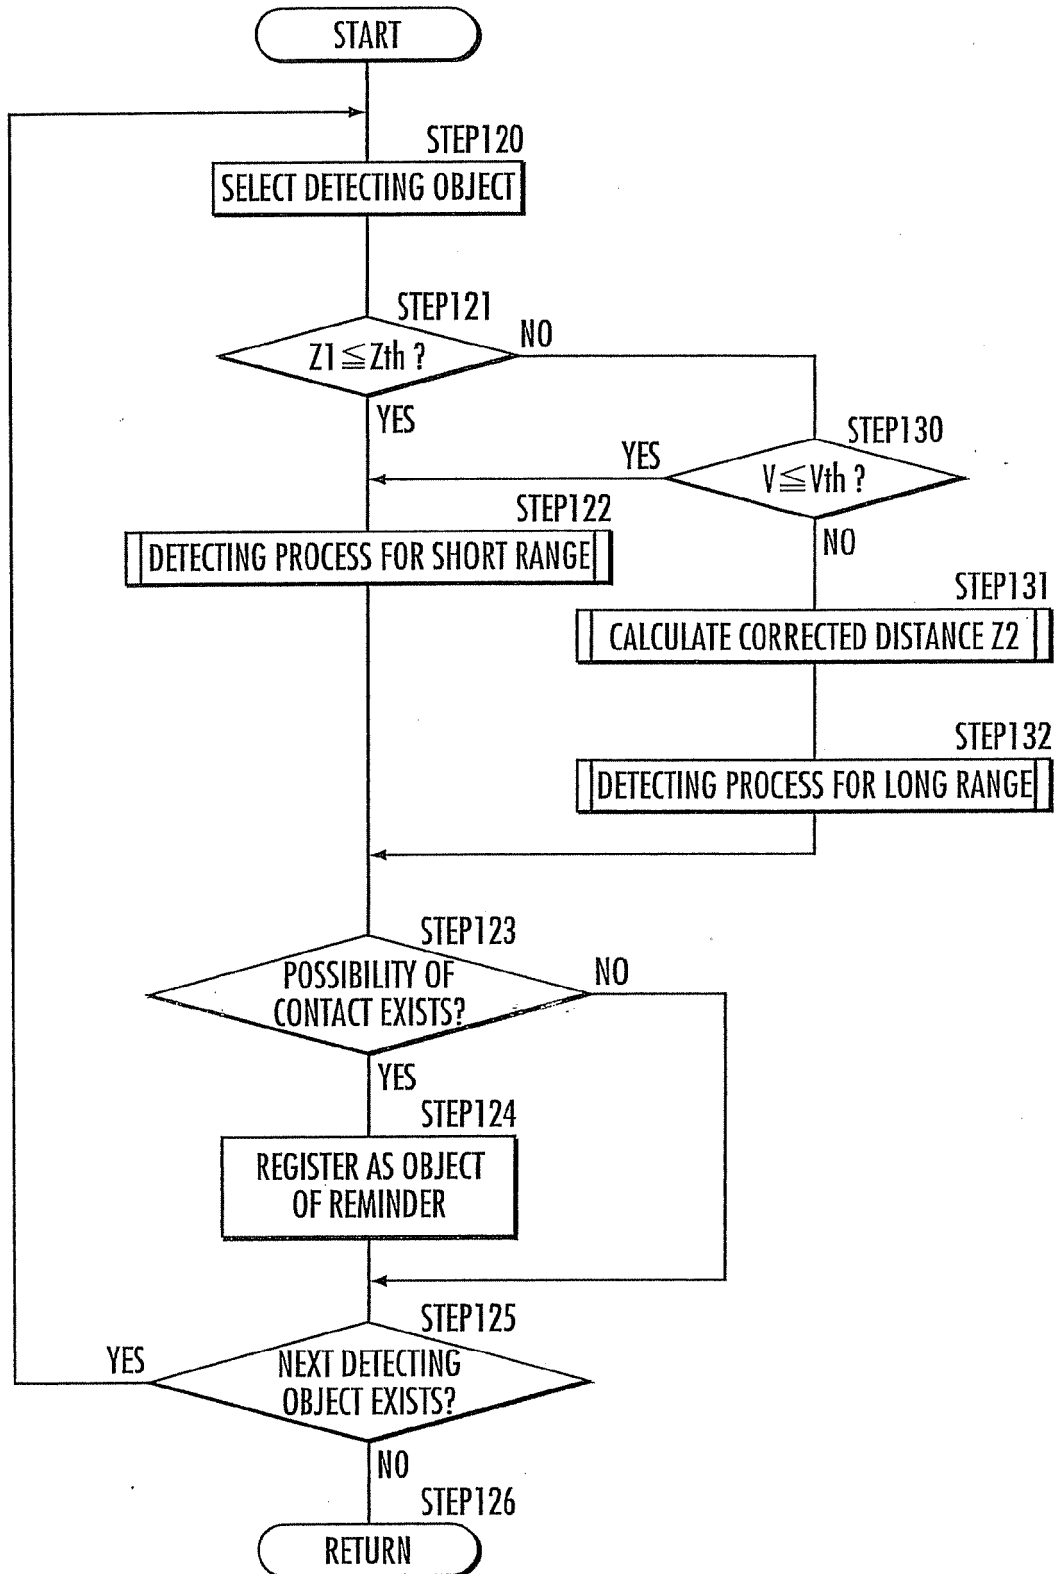 START
STEP120
SELECT DETECTING OBJECT
STEP121
Z1≦Zth ?
NO
YES
STEP130
V≦Vth ?
YES
NO
STEP122
DETECTING PROCESS FOR SHORT RANGE
STEP131
CALCULATE CORRECTED DISTANCE Z2
STEP132
DETECTING PROCESS FOR LONG RANGE
STEP123
POSSIBILITY OF
CONTACT EXISTS?
NO
YES
STEP124
REGISTER AS OBJECT
OF REMINDER
STEP125
NEXT DETECTING
OBJECT EXISTS?
YES
NO
STEP126
RETURN